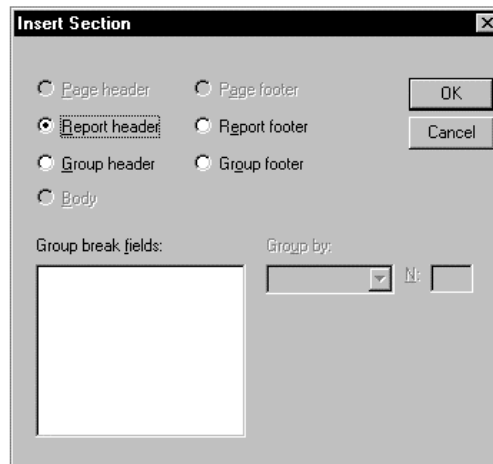 Insert Section
Page header Page footer OK
Report header Report footer Cancel
Group header Group footer
Body
Group break fields: Group by:
N: